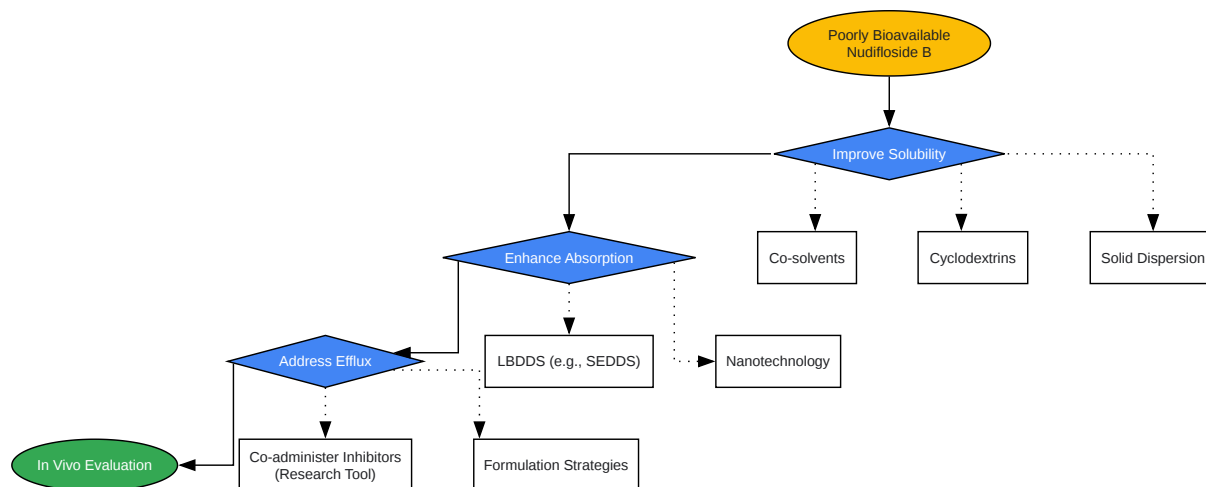 Poorly Bioavailable
Nudifloside B
Improve Solubility
Co-solvents
Cyclodextrins
Solid Dispersion
Enhance Absorption
LBDDS (e.g., SEDDS)
Nanotechnology
Address Efflux
Co-administer Inhibitors
(Research Tool)
Formulation Strategies
In Vivo Evaluation